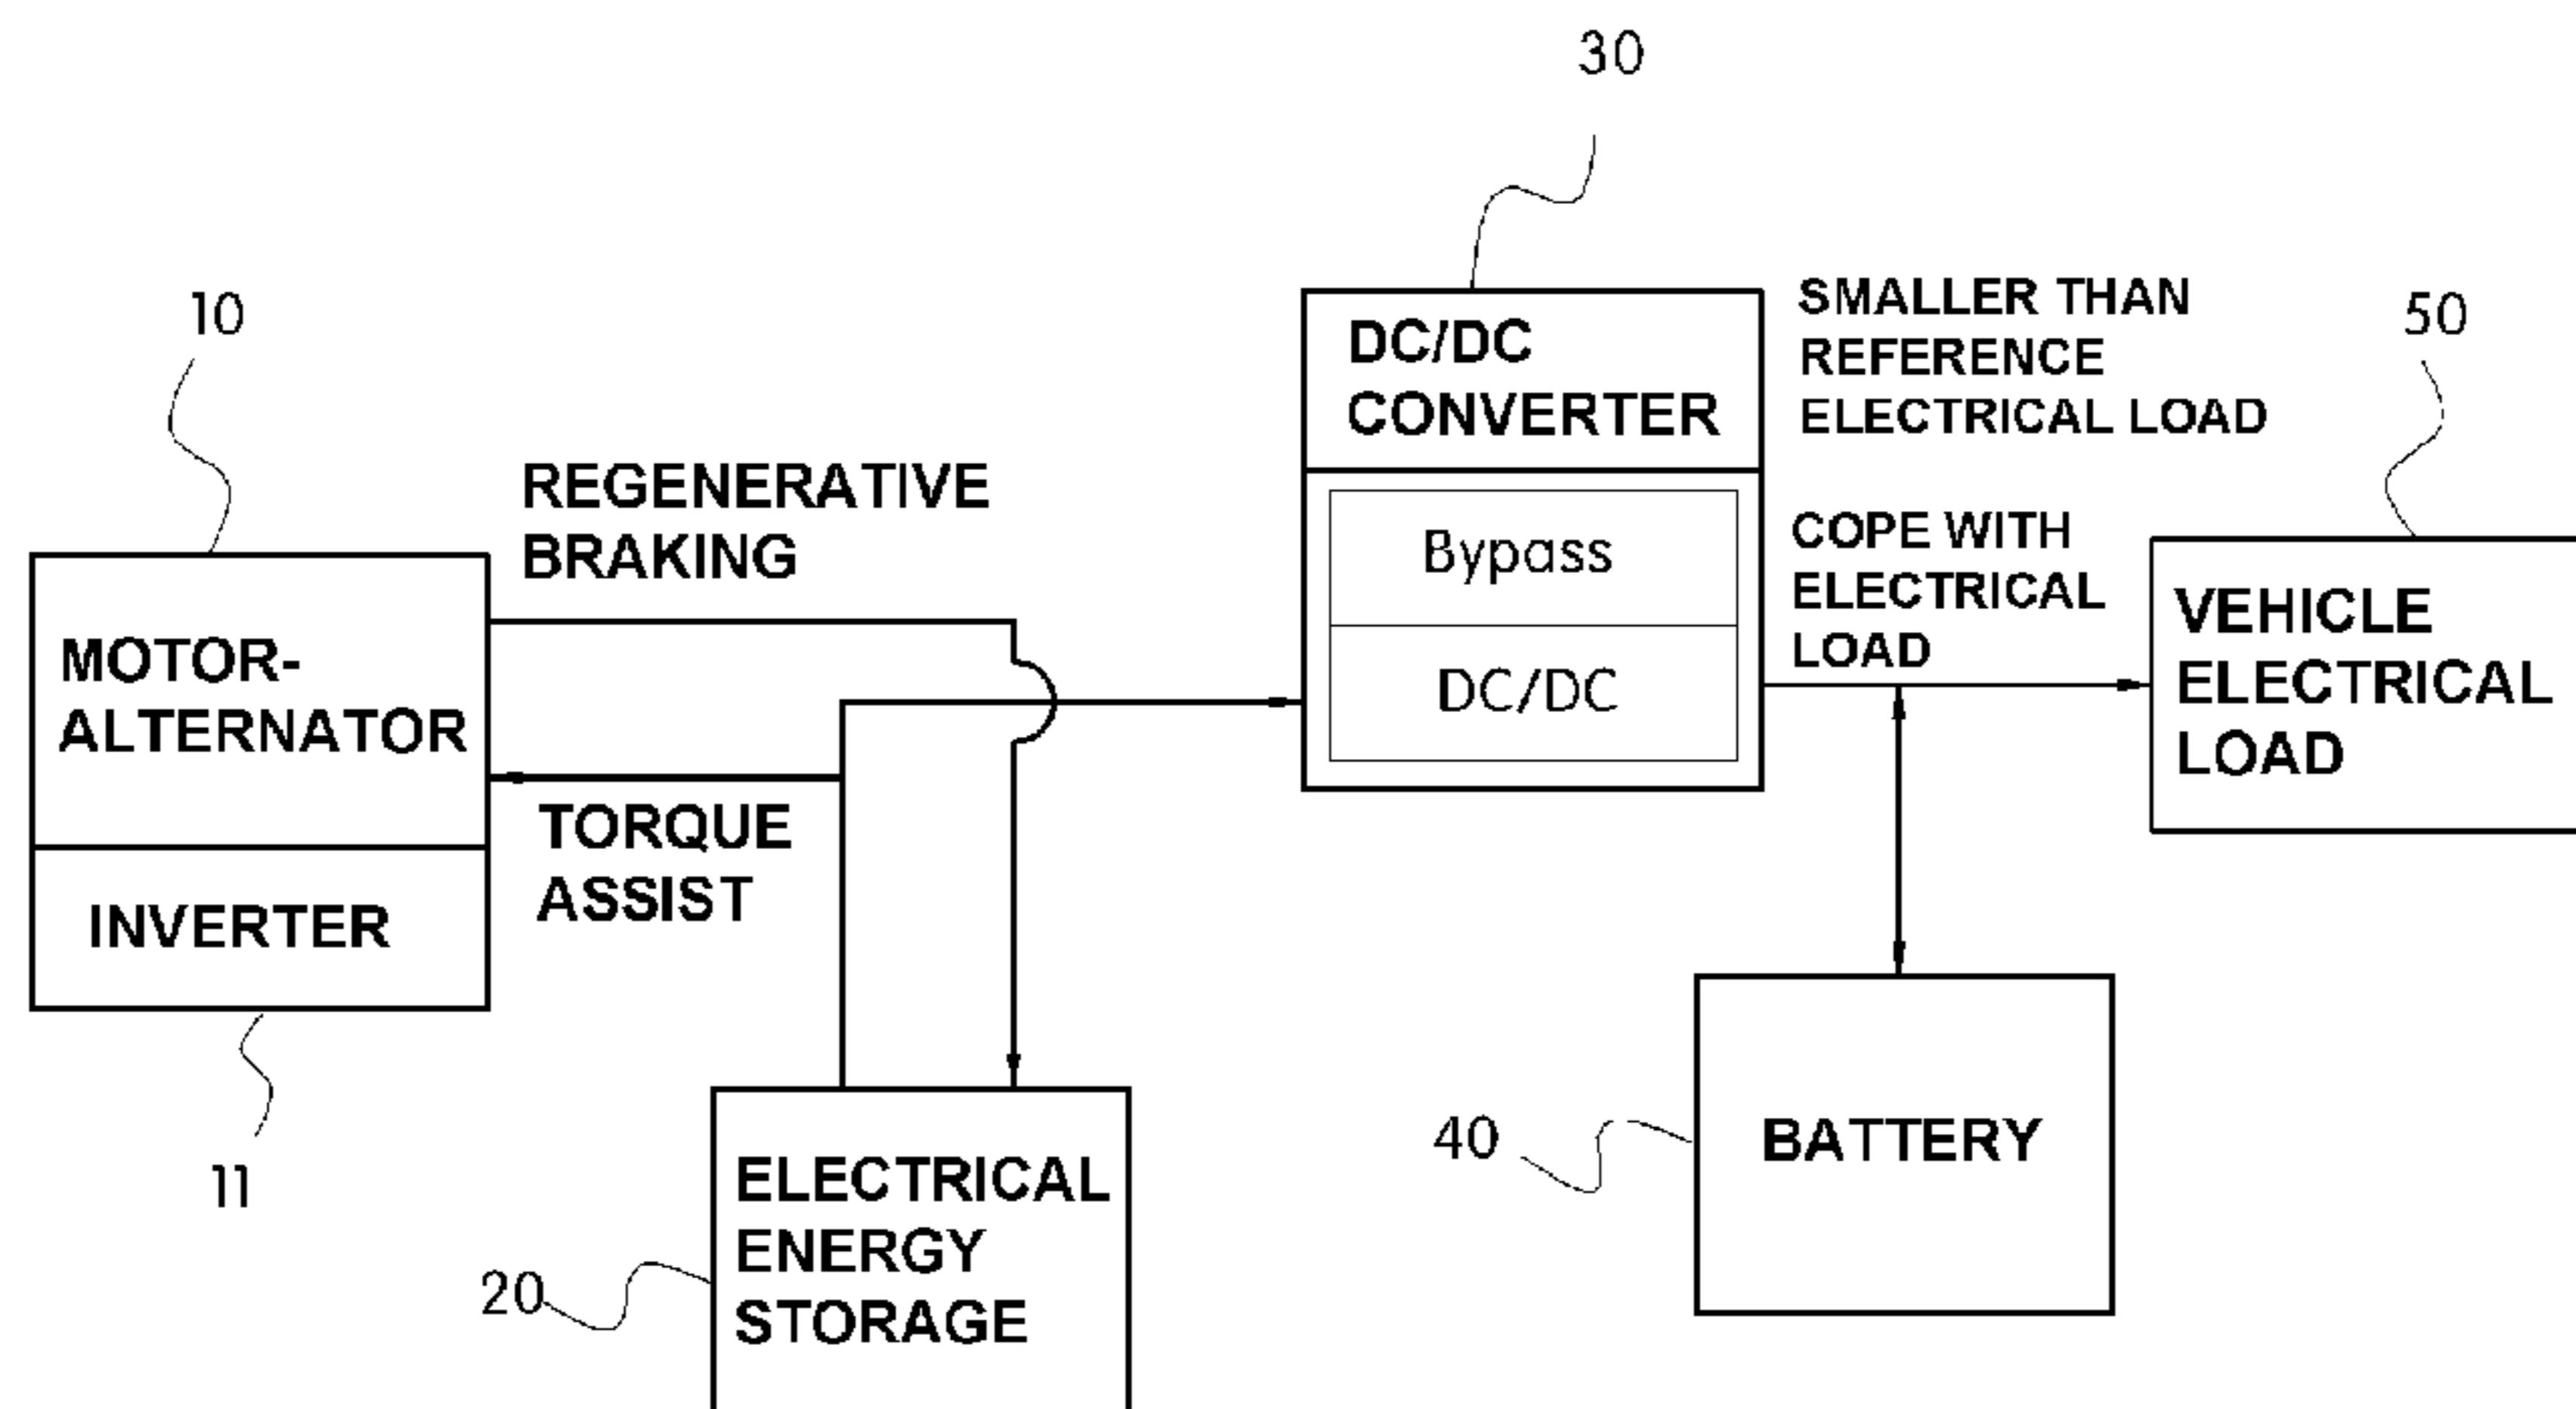 30
10
DC/DC
CONVERTER
SMALLER THAN
REFERENCE
ELECTRICAL LOAD
50
REGENERATIVE
BRAKING
Bypass
DC/DC
COPE WITH
ELECTRICAL
LOAD
MOTOR-
ALTERNATOR
VEHICLE
ELECTRICAL
LOAD
TORQUE
ASSIST
INVERTER
11
20
ELECTRICAL
ENERGY
STORAGE
40
BATTERY